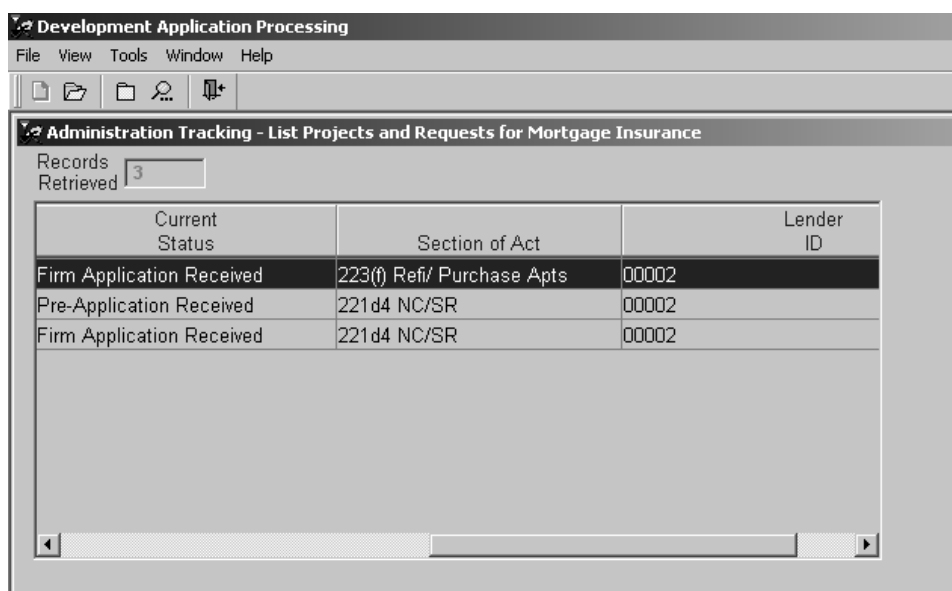 Development Application Processing
File View Tools Window Help
Administration Tracking - List Projects and Requests for Mortgage Insurance
Records
Retrieved 3
Current Status Section of Act Lender ID
Firm Application Received 223(f) Refi/ Purchase Apts 00002
Pre-Application Received 221d4 NC/SR 00002
Firm Application Received 221d4 NC/SR 00002